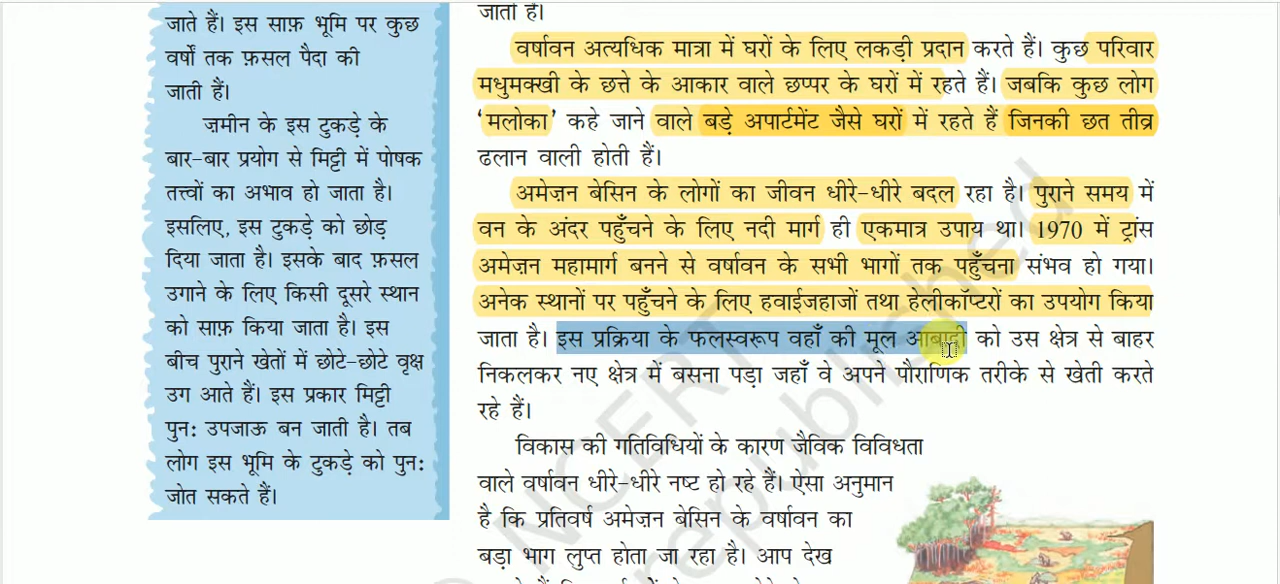 जाते हैं। इस साफ़ भूमि पर कुछ
वर्षों तक फ़सल पैदा की
जाती हैं।
ज़मीन के इस टुकड़े के
बार-बार प्रयोग से मिट्टी में पोषक
तत्त्वों का अभाव हो जाता है।
इसलिए, इस टुकड़े को छोड़
दिया जाता है। इसके बाद फ़सल
उगाने के लिए किसी दूसरे स्थान
को साफ़ किया जाता है। इस
बीच पुराने खेतों में छोटे-छोटे वृक्ष
उग आते हैं। इस प्रकार मिट्टी
पुनः उपजाऊ बन जाती है। तब
लोग इस भूमि के टुकड़े को पुनः
जोत सकते हैं।
जाता है।
वर्षावन अत्यधिक मात्रा में घरों के लिए लकड़ी प्रदान करते हैं। कुछ परिवार
मधुमक्खी के छत्ते के आकार वाले छप्पर के घरों में रहते हैं। जबकि कुछ लोग
‘मलोका’ कहे जाने वाले बड़े अपार्टमेंट जैसे घरों में रहते हैं जिनकी छत तीव्र
ढलान वाली होती हैं।
अमेज़न बेसिन के लोगों का जीवन धीरे-धीरे बदल रहा है। पुराने समय में
वन के अंदर पहुँचने के लिए नदी मार्ग ही एकमात्र उपाय था। 1970 में ट्रांस
अमेज़न महामार्ग बनने से वर्षावन के सभी भागों तक पहुँचना संभव हो गया।
अनेक स्थानों पर पहुँचने के लिए हवाईजहाजों तथा हेलीकॉप्टरों का उपयोग किया
जाता है। इस प्रक्रिया के फलस्वरूप वहाँ की मूल आबादी को उस क्षेत्र से बाहर
निकलकर नए क्षेत्र में बसना पड़ा जहाँ वे अपने पौराणिक तरीके से खेती करते
रहे हैं।
विकास की गतिविधियों के कारण जैविक विविधता
वाले वर्षावन धीरे-धीरे नष्ट हो रहे हैं। ऐसा अनुमान
है कि प्रतिवर्ष अमेज़न बेसिन के वर्षावन का
बड़ा भाग लुप्त होता जा रहा है। आप देख
© NCERT
republished